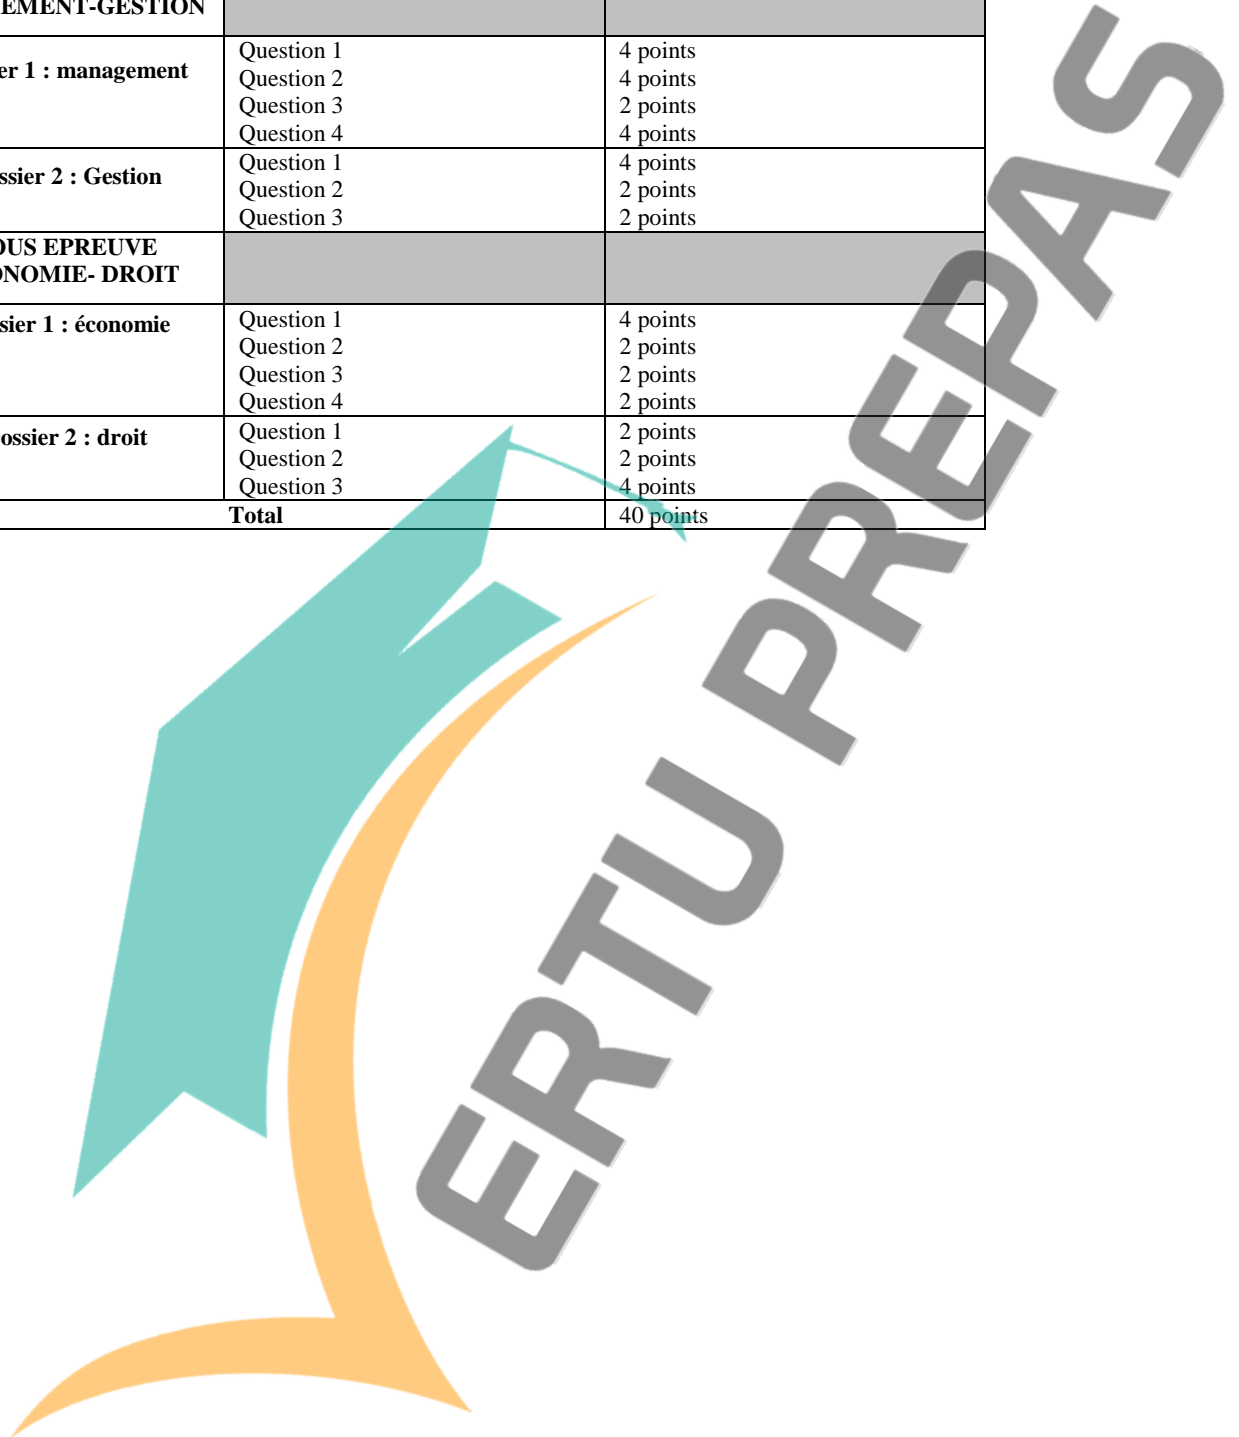 EMENT-GESTION
er 1 : management
Question 1 4 points
Question 2 4 points
Question 3 2 points
Question 4 4 points
ssier 2 : Gestion
Question 1 4 points
Question 2 2 points
Question 3 2 points
OUS EPREUVE
ONOMIE- DROIT
sier 1 : économie
Question 1 4 points
Question 2 2 points
Question 3 2 points
Question 4 2 points
ossier 2 : droit
Question 1 2 points
Question 2 2 points
Question 3 4 points
Total 40 points
ERTU PREPAS